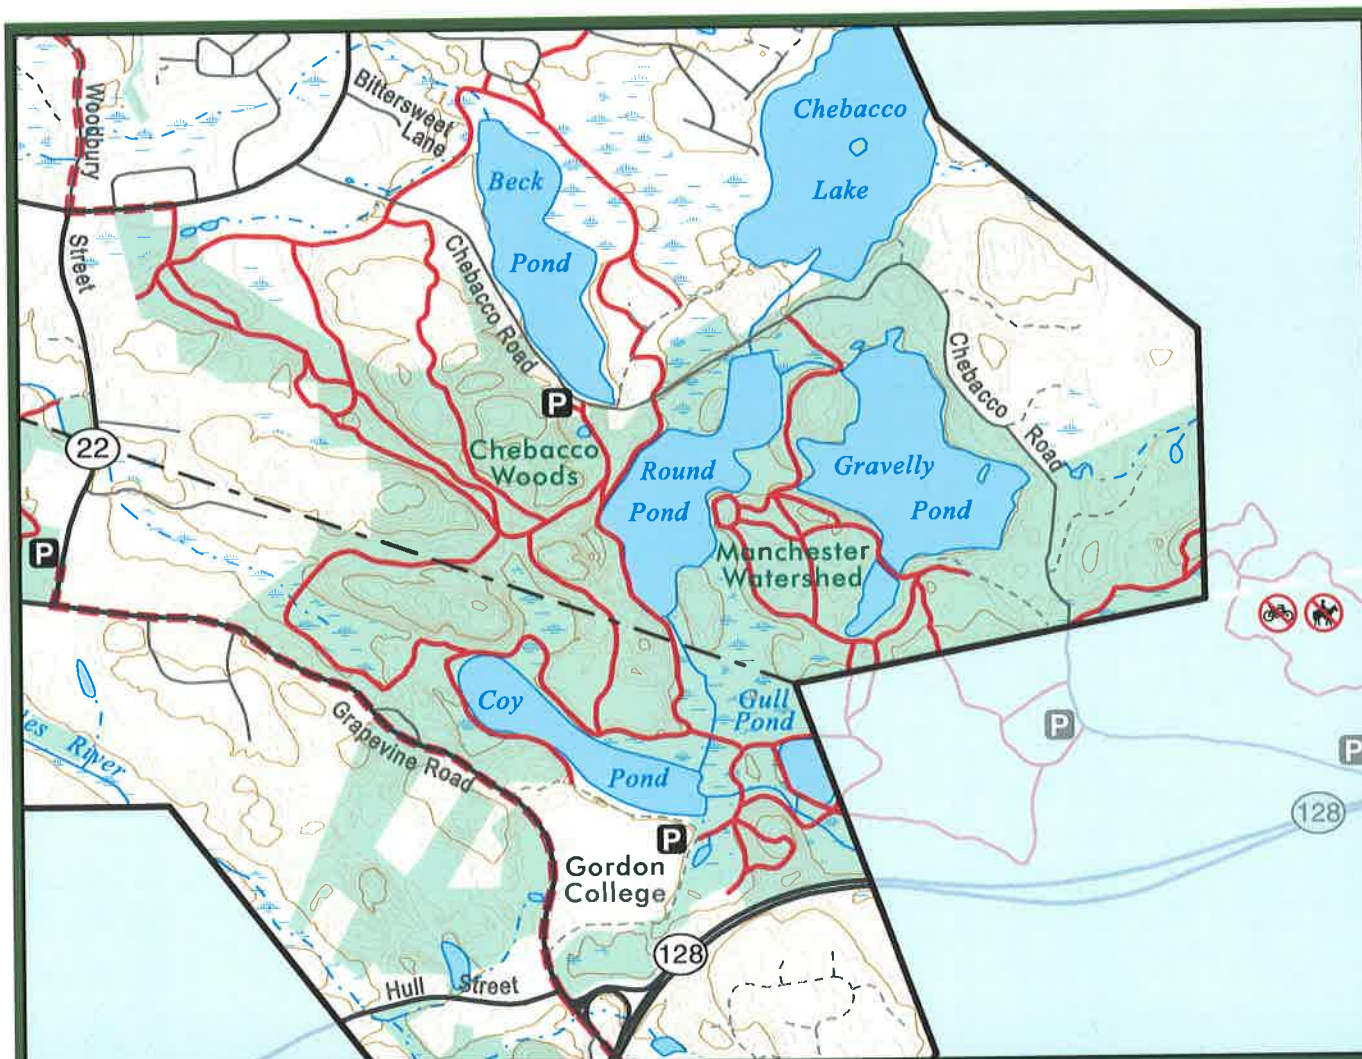 Chebacco
Lake
Woodbury
Street
Bittersweet
Lane
Beck
Pond
Chebacco Road
Chebacco Road
P
Chebacco
Woods
Round
Pond
Gravelly
Pond
22
P
Manchester
Watershed
Coy
Pond
Gull
Pond
Grapevine Road
les River
P
P
128
P
Gordon
College
128
Hull Street